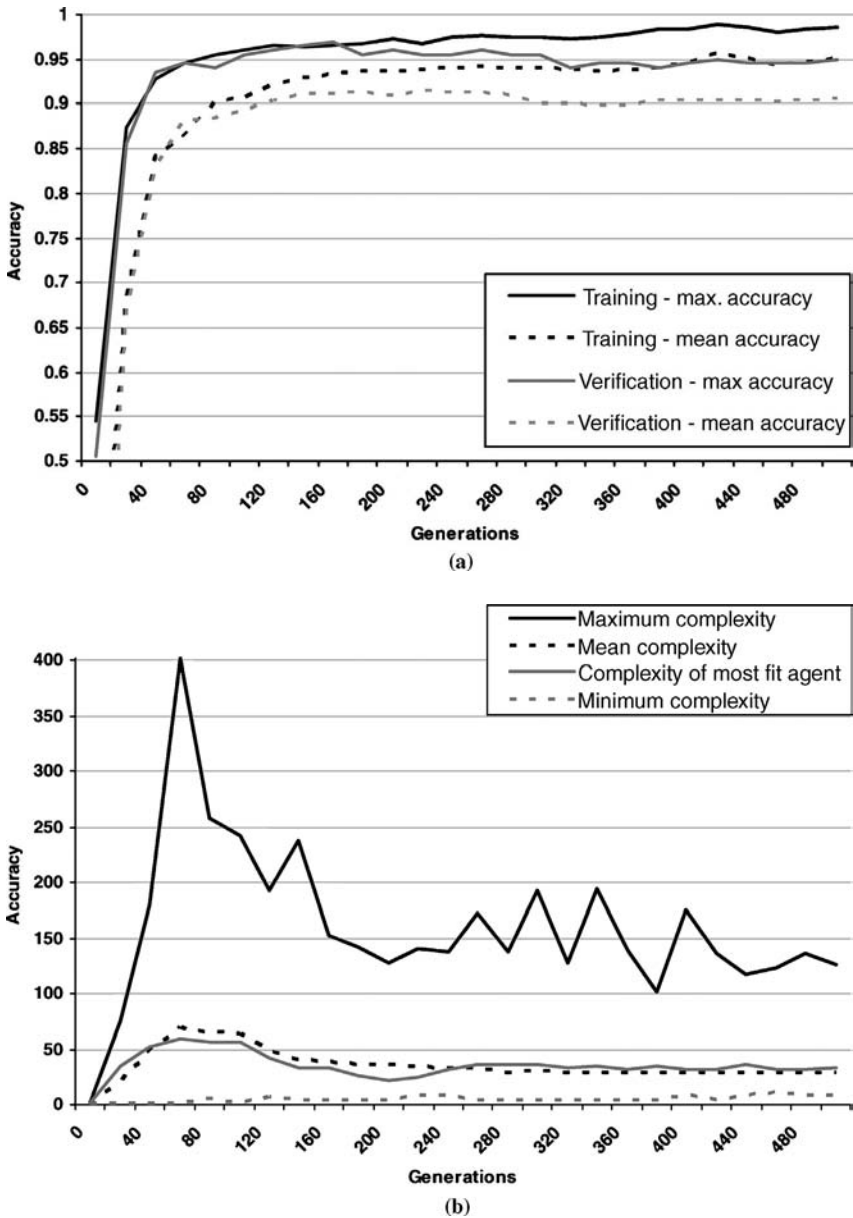 1
0.95
0.9
0.85
0.8
0.75
0.7
0.65
0.6
0.55
0.5
Accuracy
Training - max. accuracy
Training - mean accuracy
Verification - max accuracy
Verification - mean accuracy
0 40 80 120 160 200 240 280 320 360 400 440 480
Generations
(a)
Maximum complexity
Mean complexity
Complexity of most fit agent
Minimum complexity
400
350
300
250
200
150
100
50
0
Accuracy
0 40 80 120 160 200 240 280 320 360 400 440 480
Generations
(b)